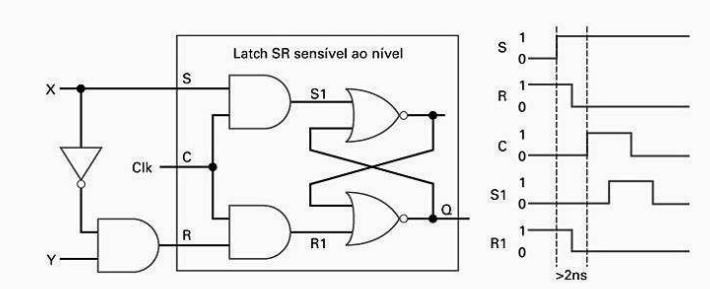 Latch SR sensível ao nível
X
S
S1
Clk
C
R
R1
Q
Y
S 1 0
R 1 0
C 1 0
S1 1 0
R1 1 0
>2ns